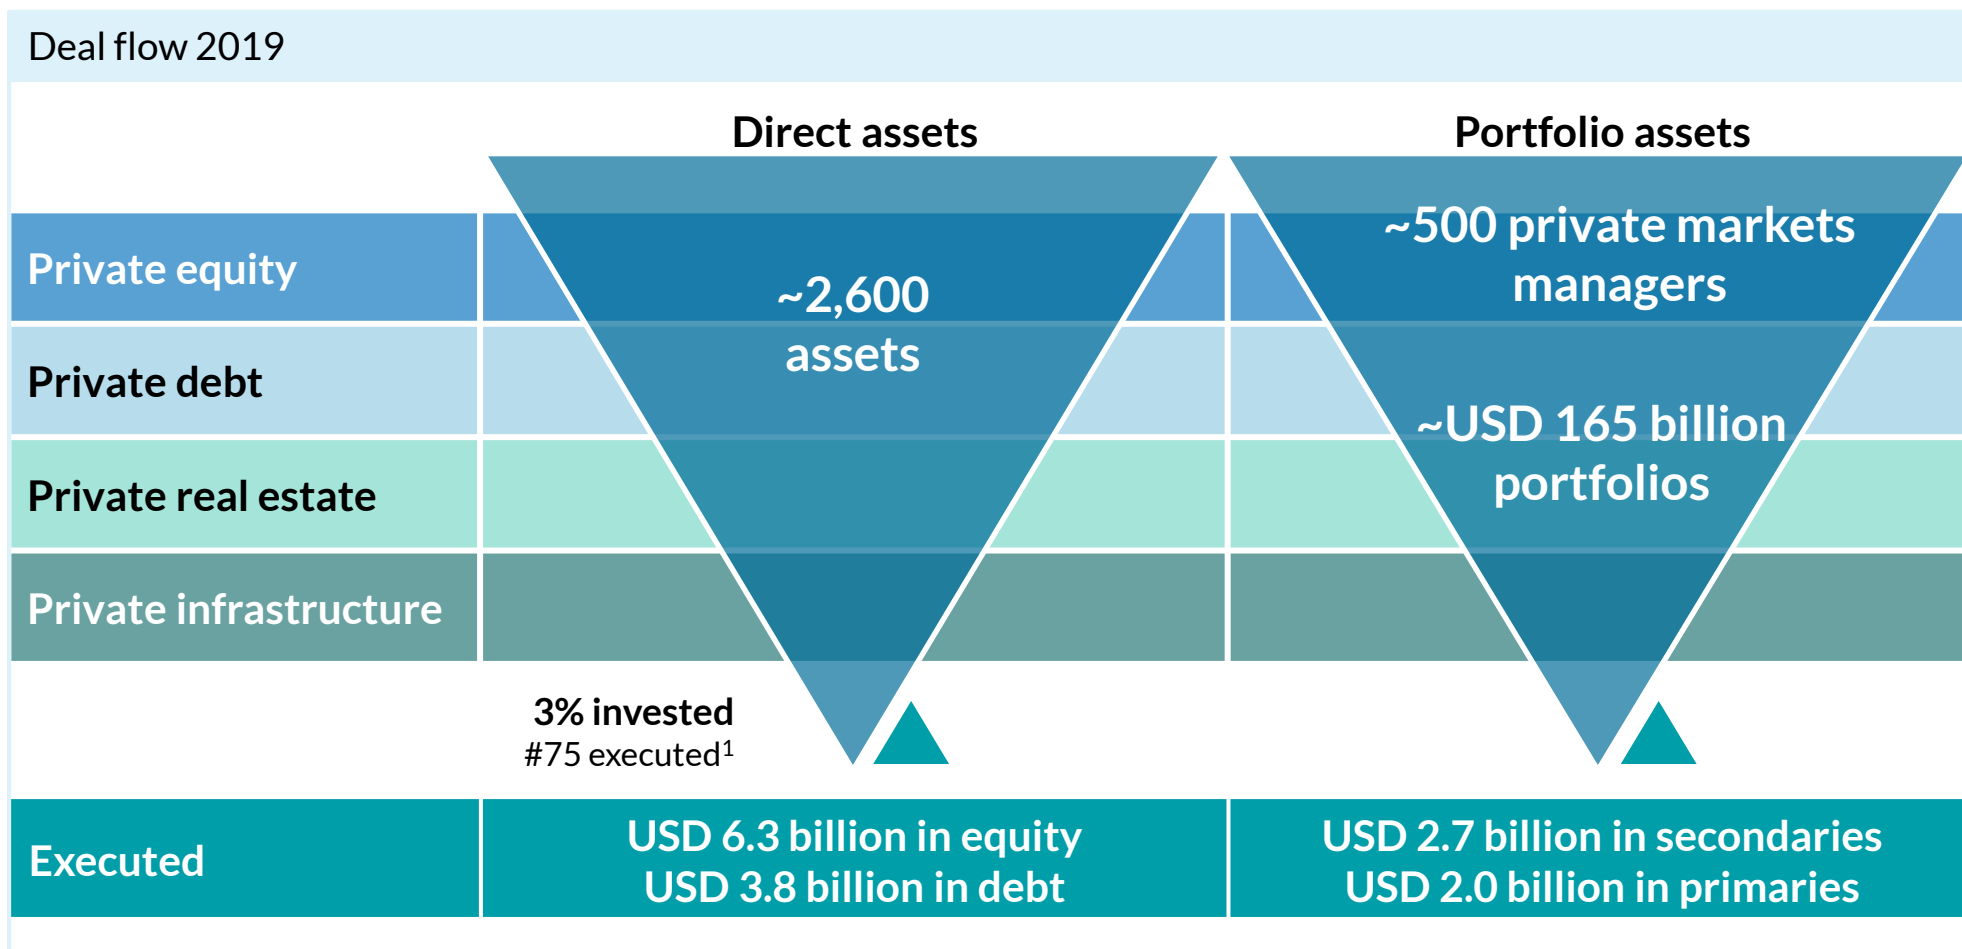 Deal flow 2019
Direct assets
Portfolio assets
Private equity
~2,600
assets
~500 private markets
managers
Private debt
~USD 165 billion
portfolios
Private real estate
Private infrastructure
3% invested
#75 executed¹
Executed
USD 6.3 billion in equity
USD 3.8 billion in debt
USD 2.7 billion in secondaries
USD 2.0 billion in primaries